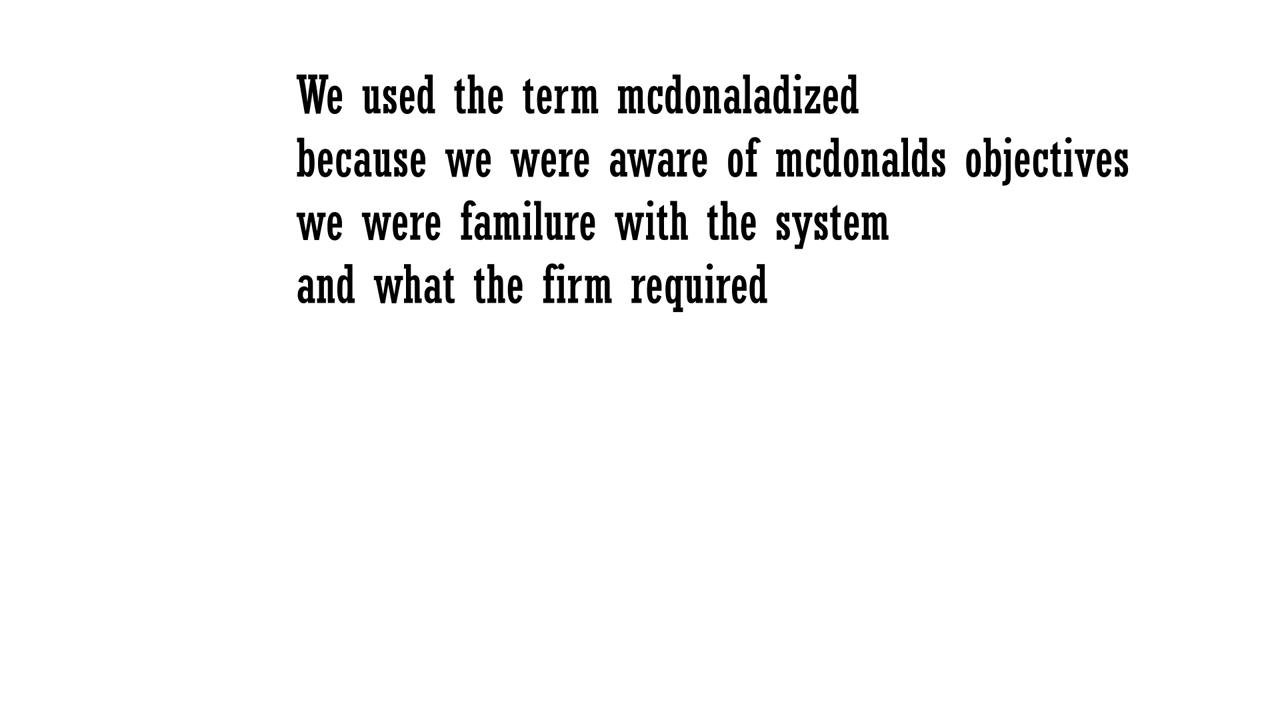 We used the term mcdonaladized
because we were aware of mcdonalds objectives
we were familure with the system
and what the firm required